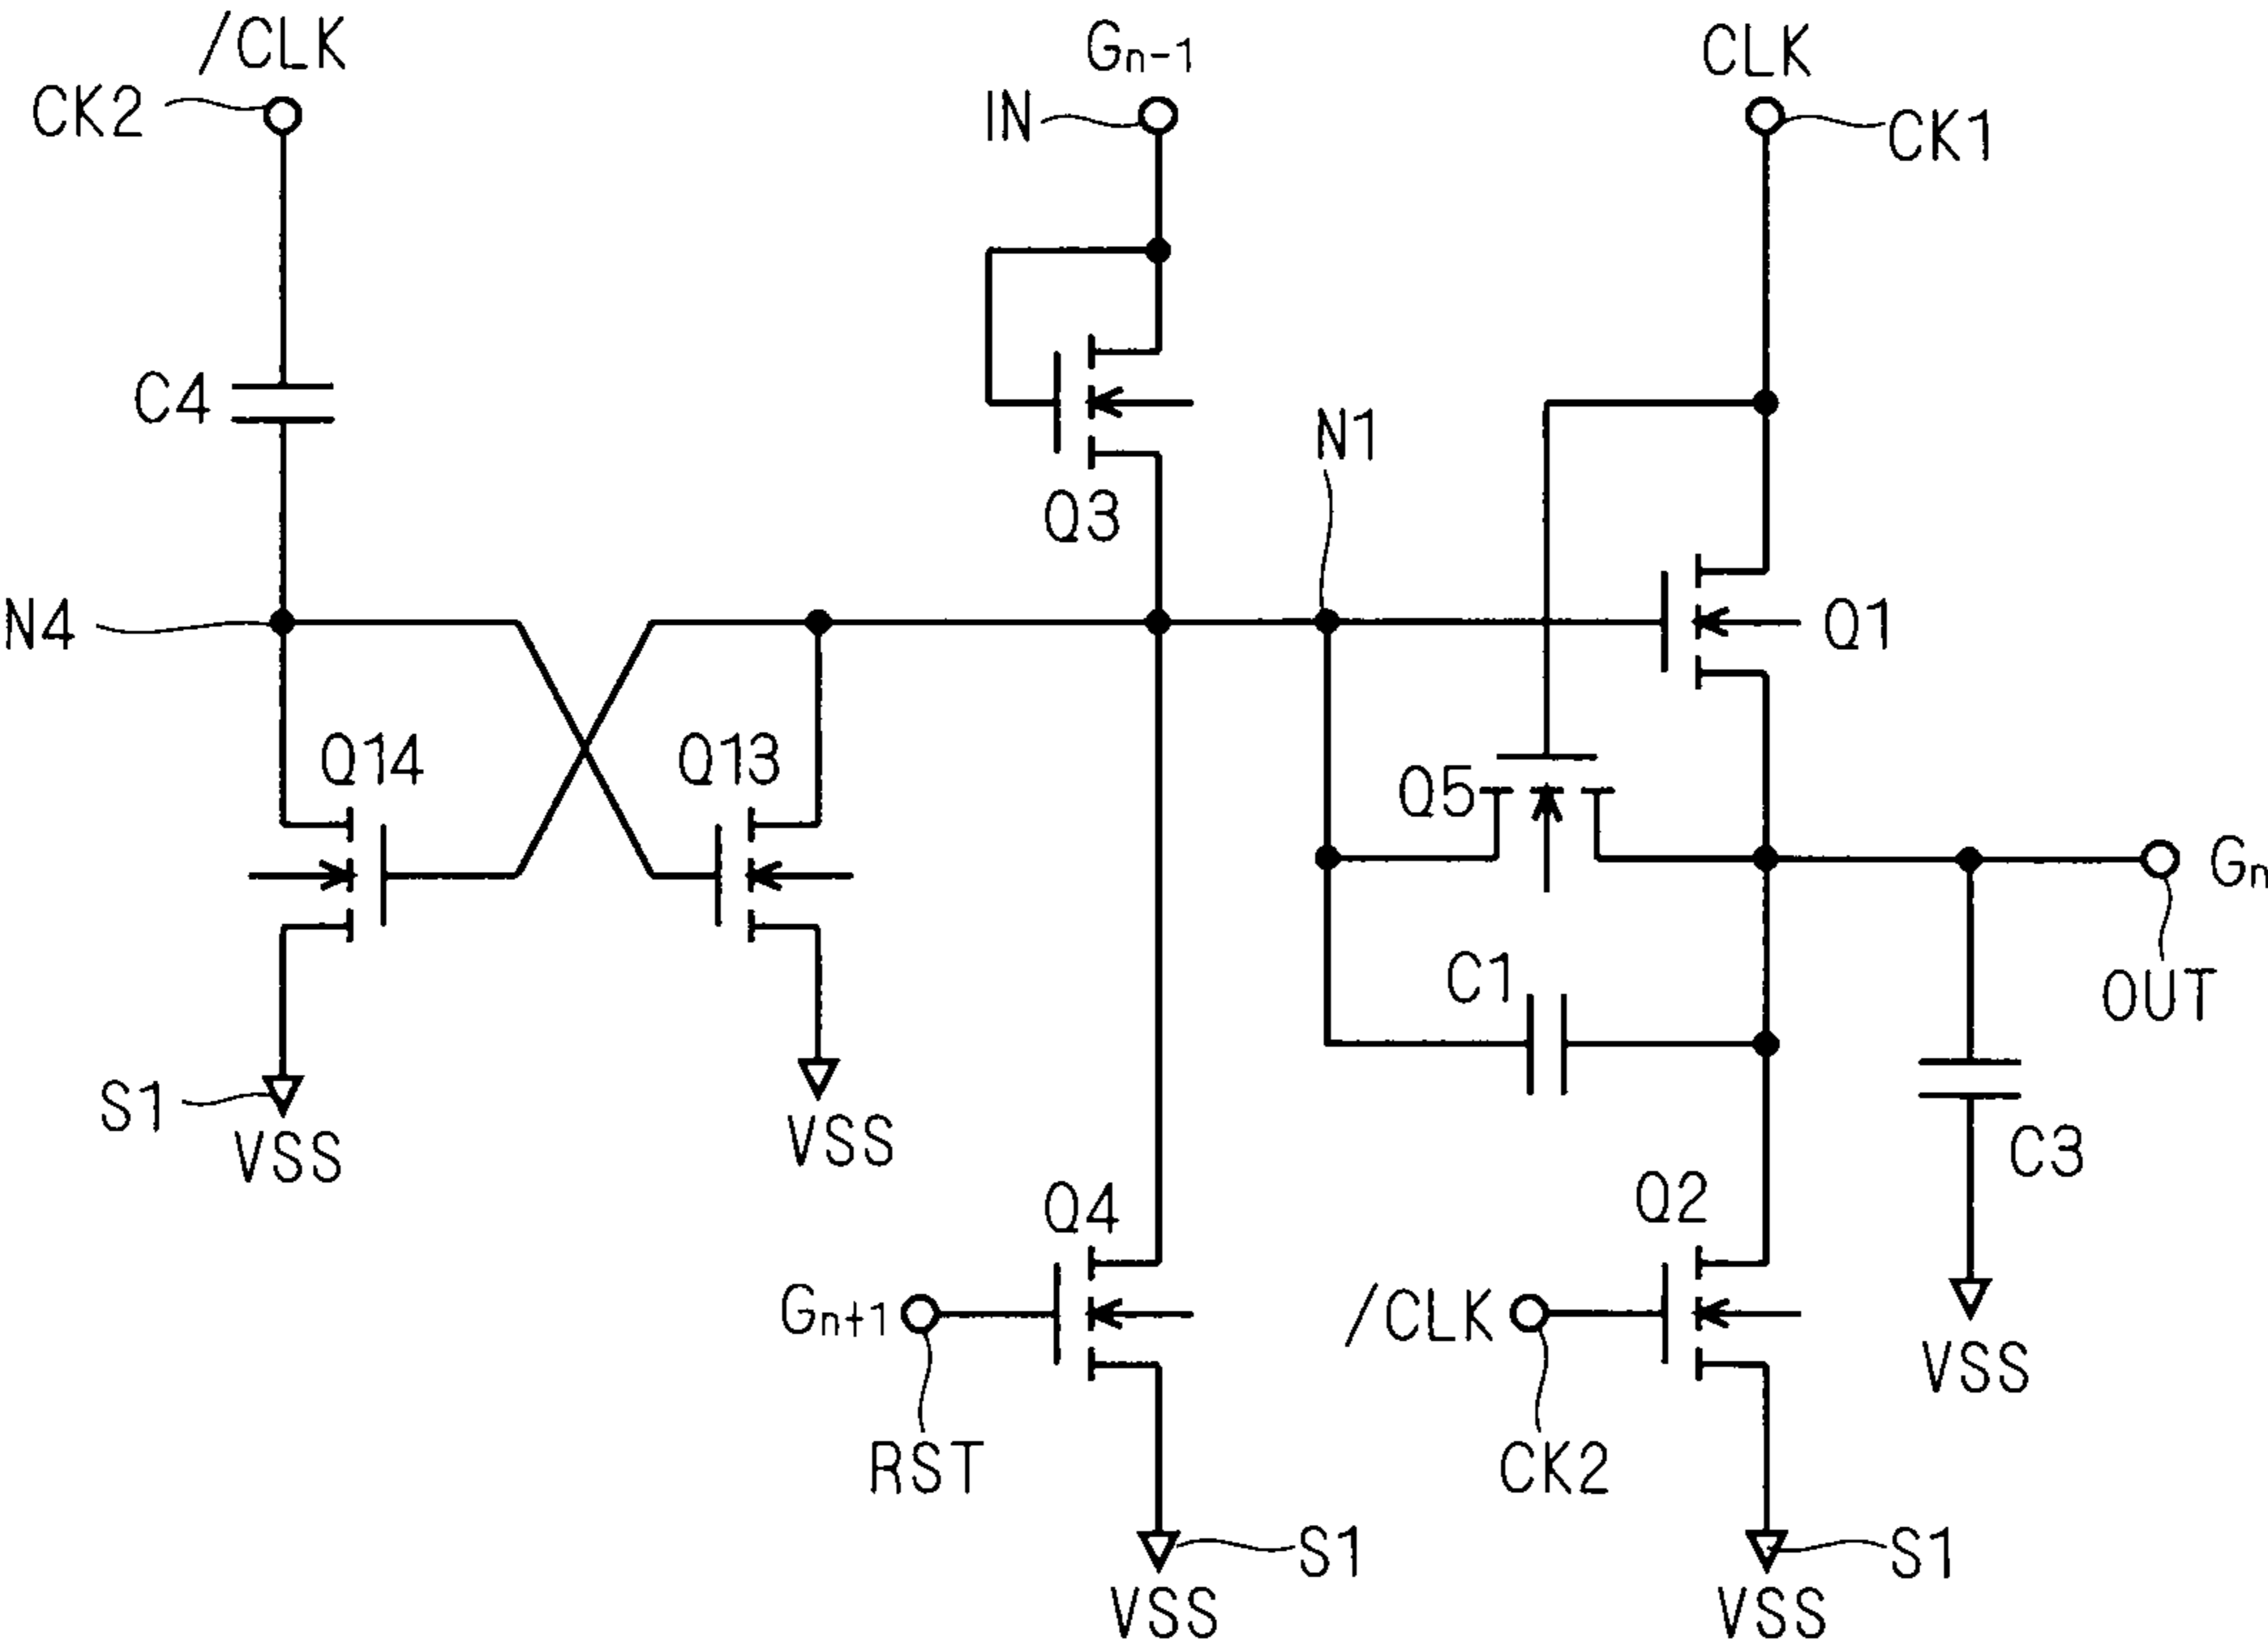 /CLK
Gn-1
CLK
CK2
IN
CK1
C4
N1
Q3
N4
Q1
Q14
Q13
Q5
Gn
C1
OUT
S1
VSS
VSS
C3
Q4
Q2
Gn+1
/CLK
VSS
RST
CK2
S1
S1
VSS
VSS